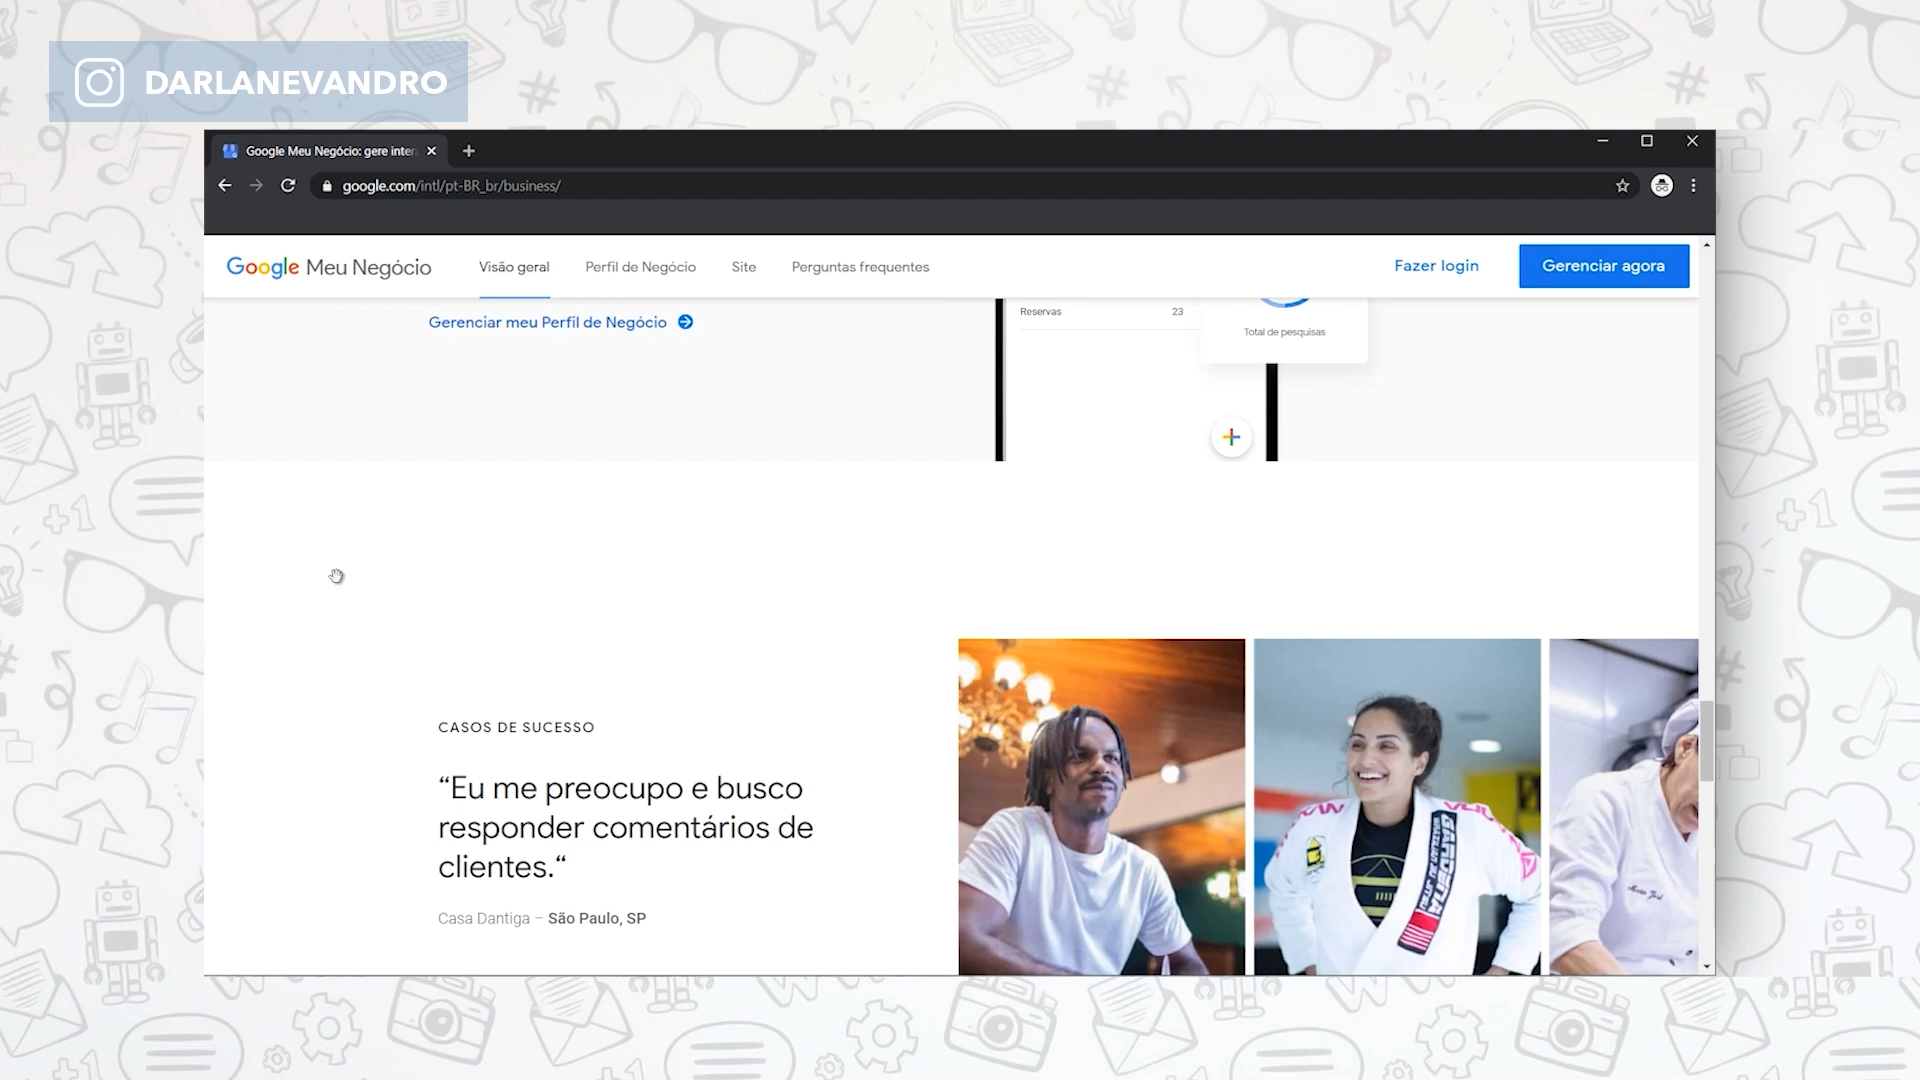 DARLANEVANDRO
Google Meu Negócio: gere inter
google.com/intl/pt-BR_br/business/
Google Meu Negócio
Visão geral
Perfil de Negócio
Site
Perguntas frequentes
Fazer login
Gerenciar agora
Gerenciar meu Perfil de Negócio
Reservas 23
Total de pesquisas
CASOS DE SUCESSO
“Eu me preocupo e busco
responder comentários de
clientes.“
Casa Dantiga – São Paulo, SP
+1
+1